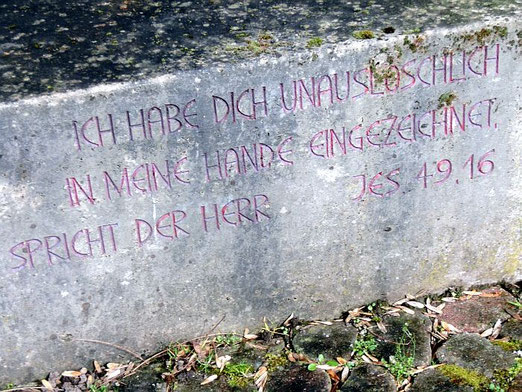 ICH HABE DICH UNAUSLÖSCHLICH
IN MEINE HÄNDE EINGEZEICHNET,
SPRICHT DER HERR JES. 49,16